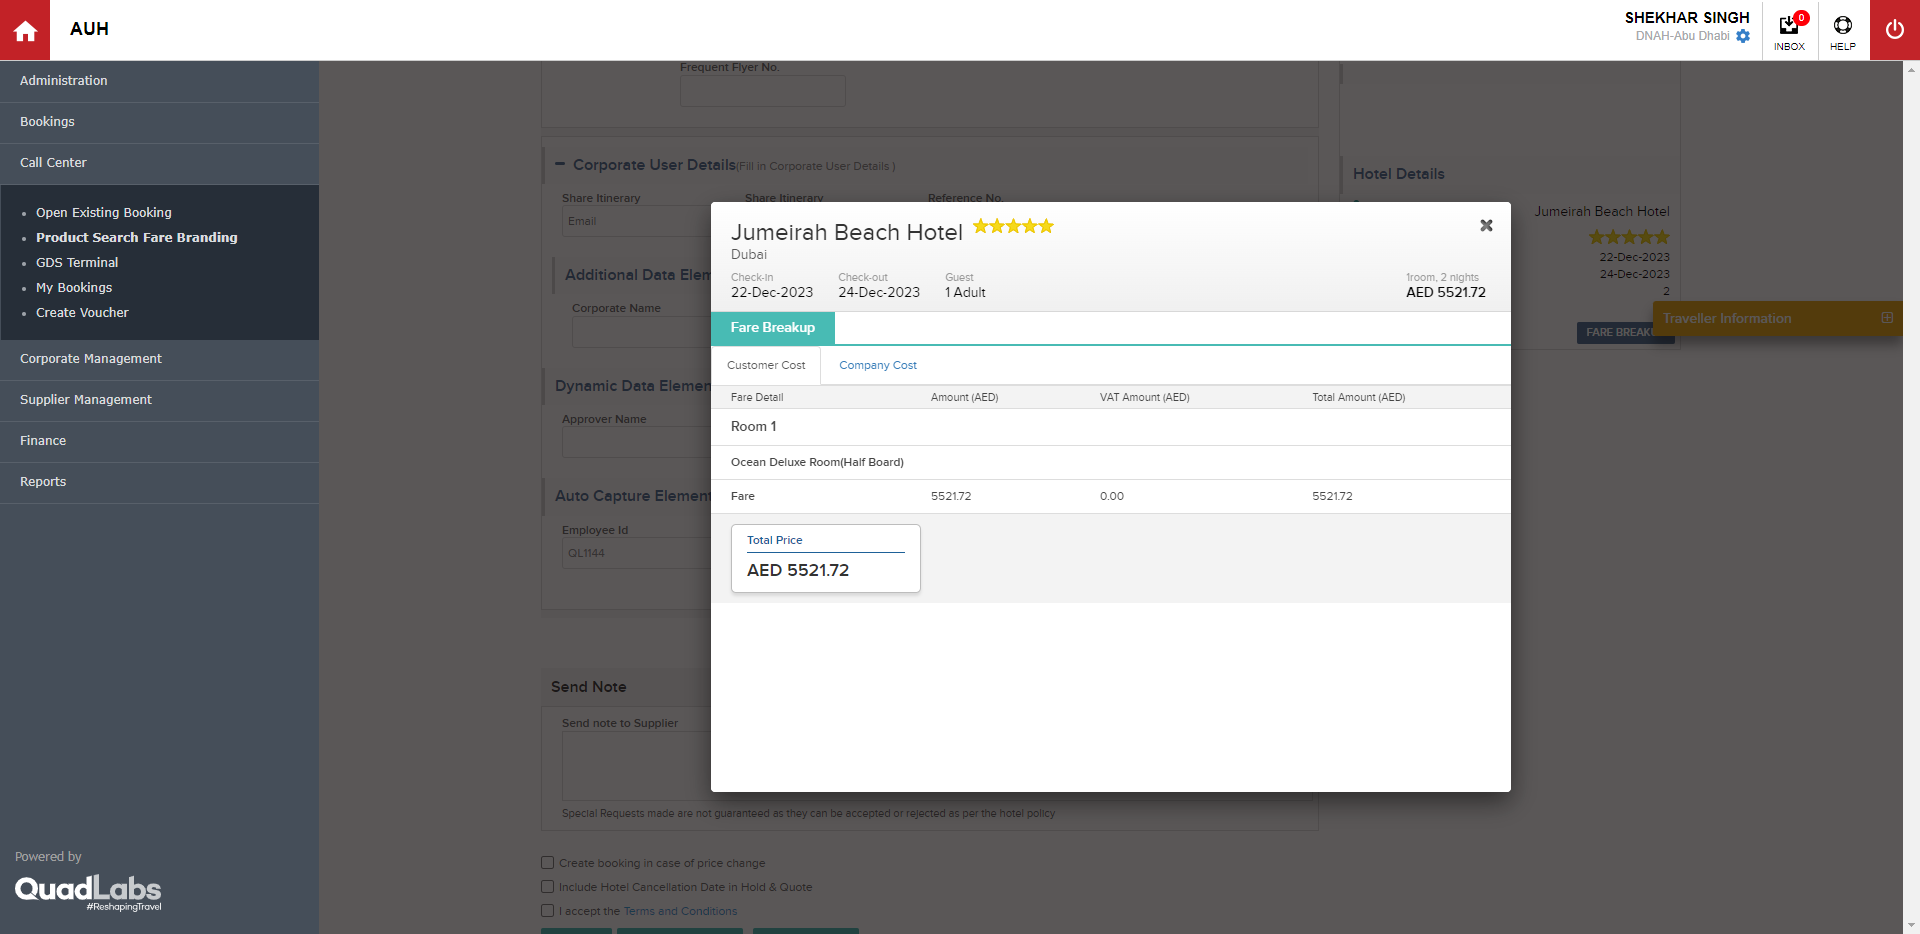 AUH
SHEKHAR SINGH
DNAH-Abu Dhabi
0
INBOX
HELP
Administration
Bookings
Call Center
Open Existing Booking
Product Search Fare Branding
GDS Terminal
My Bookings
Create Voucher
Corporate Management
Supplier Management
Finance
Reports
Powered by
QuadLabs
#ReshapingTravel
Frequent Flyer No.
Corporate User Details(Fill in Corporate User Details )
Share Itinerary
Share Itinerary
Reference No.
Email
Additional Data Elem
Corporate Name
Dynamic Data Elemen
Approver Name
Auto Capture Element
Employee Id
QL1144
Send Note
Send note to Supplier
Special Requests made are not guaranteed as they can be accepted or rejected as per the hotel policy
Create booking in case of price change
Include Hotel Cancellation Date in Hold & Quote
I accept the Terms and Conditions
Jumeirah Beach Hotel
Dubai
Check-in
Check-out
Guest
1room, 2 nights
22-Dec-2023
24-Dec-2023
1 Adult
AED 5521.72
Fare Breakup
Customer Cost
Company Cost
Fare Detail
Amount (AED)
VAT Amount (AED)
Total Amount (AED)
Room 1
Ocean Deluxe Room(Half Board)
Fare
5521.72
0.00
5521.72
Total Price
AED 5521.72
Hotel Details
Jumeirah Beach Hotel
22-Dec-2023
24-Dec-2023
2
FARE BREAK
Traveller Information